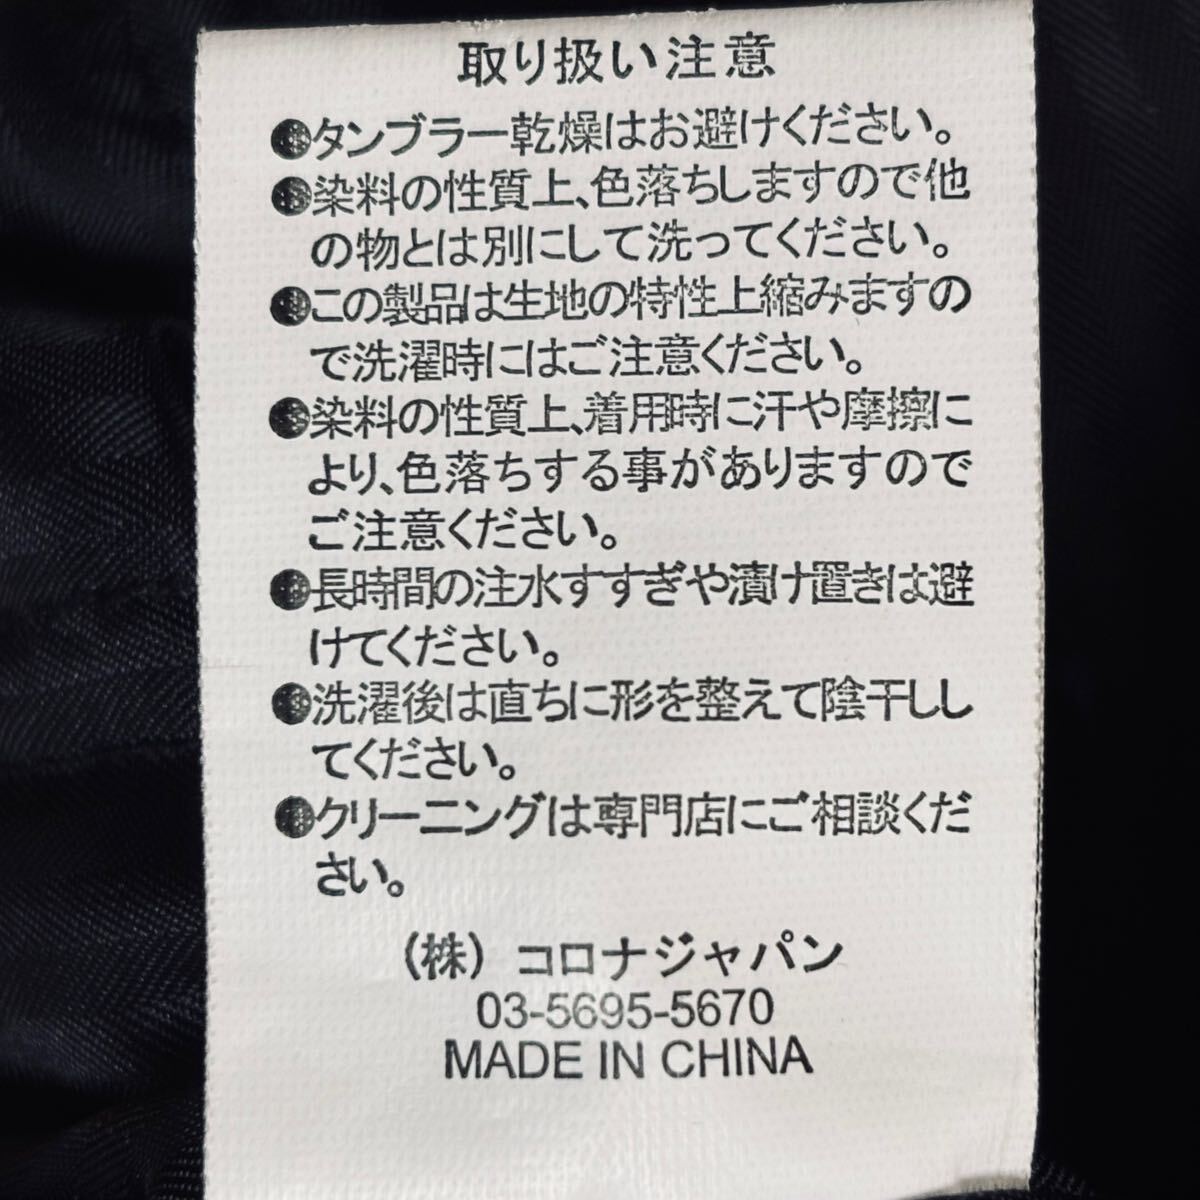 取り扱い注意
●タンブラー乾燥はお避けください。
●染料の性質上、色落ちしますので他
の物とは別にして洗ってください。
●この製品は生地の特性上縮みますの
で洗濯時にはご注意ください。
●染料の性質上、着用時に汗や摩擦に
より、色落ちする事がありますので
ご注意ください。
●長時間の注水すすぎや漬け置きは避
けてください。
●洗濯後は直ちに形を整えて陰干しし
てください。
●クリーニングは専門店にご相談くだ
さい。
(株) コロナジャパン
03-5695-5670
MADE IN CHINA